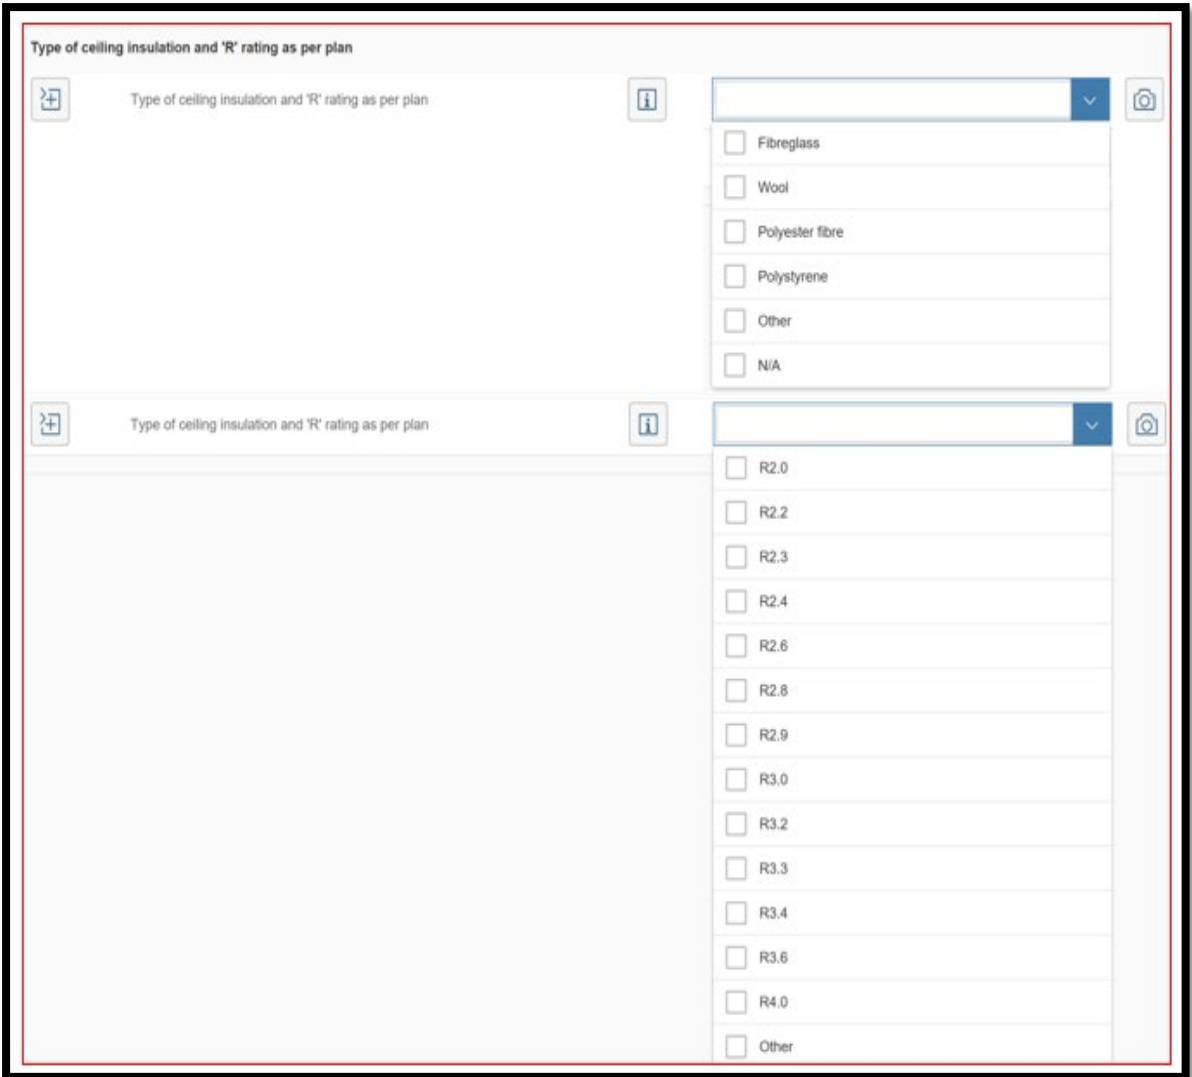 Type of ceiling insulation and 'R' rating as per plan
Type of ceiling insulation and 'R' rating as per plan
Fibreglass
Wool
Polyester fibre
Polystyrene
Other
N/A
Type of ceiling insulation and 'R' rating as per plan
R2.0
R2.2
R2.3
R2.4
R2.6
R2.8
R2.9
R3.0
R3.2
R3.3
R3.4
R3.6
R4.0
Other